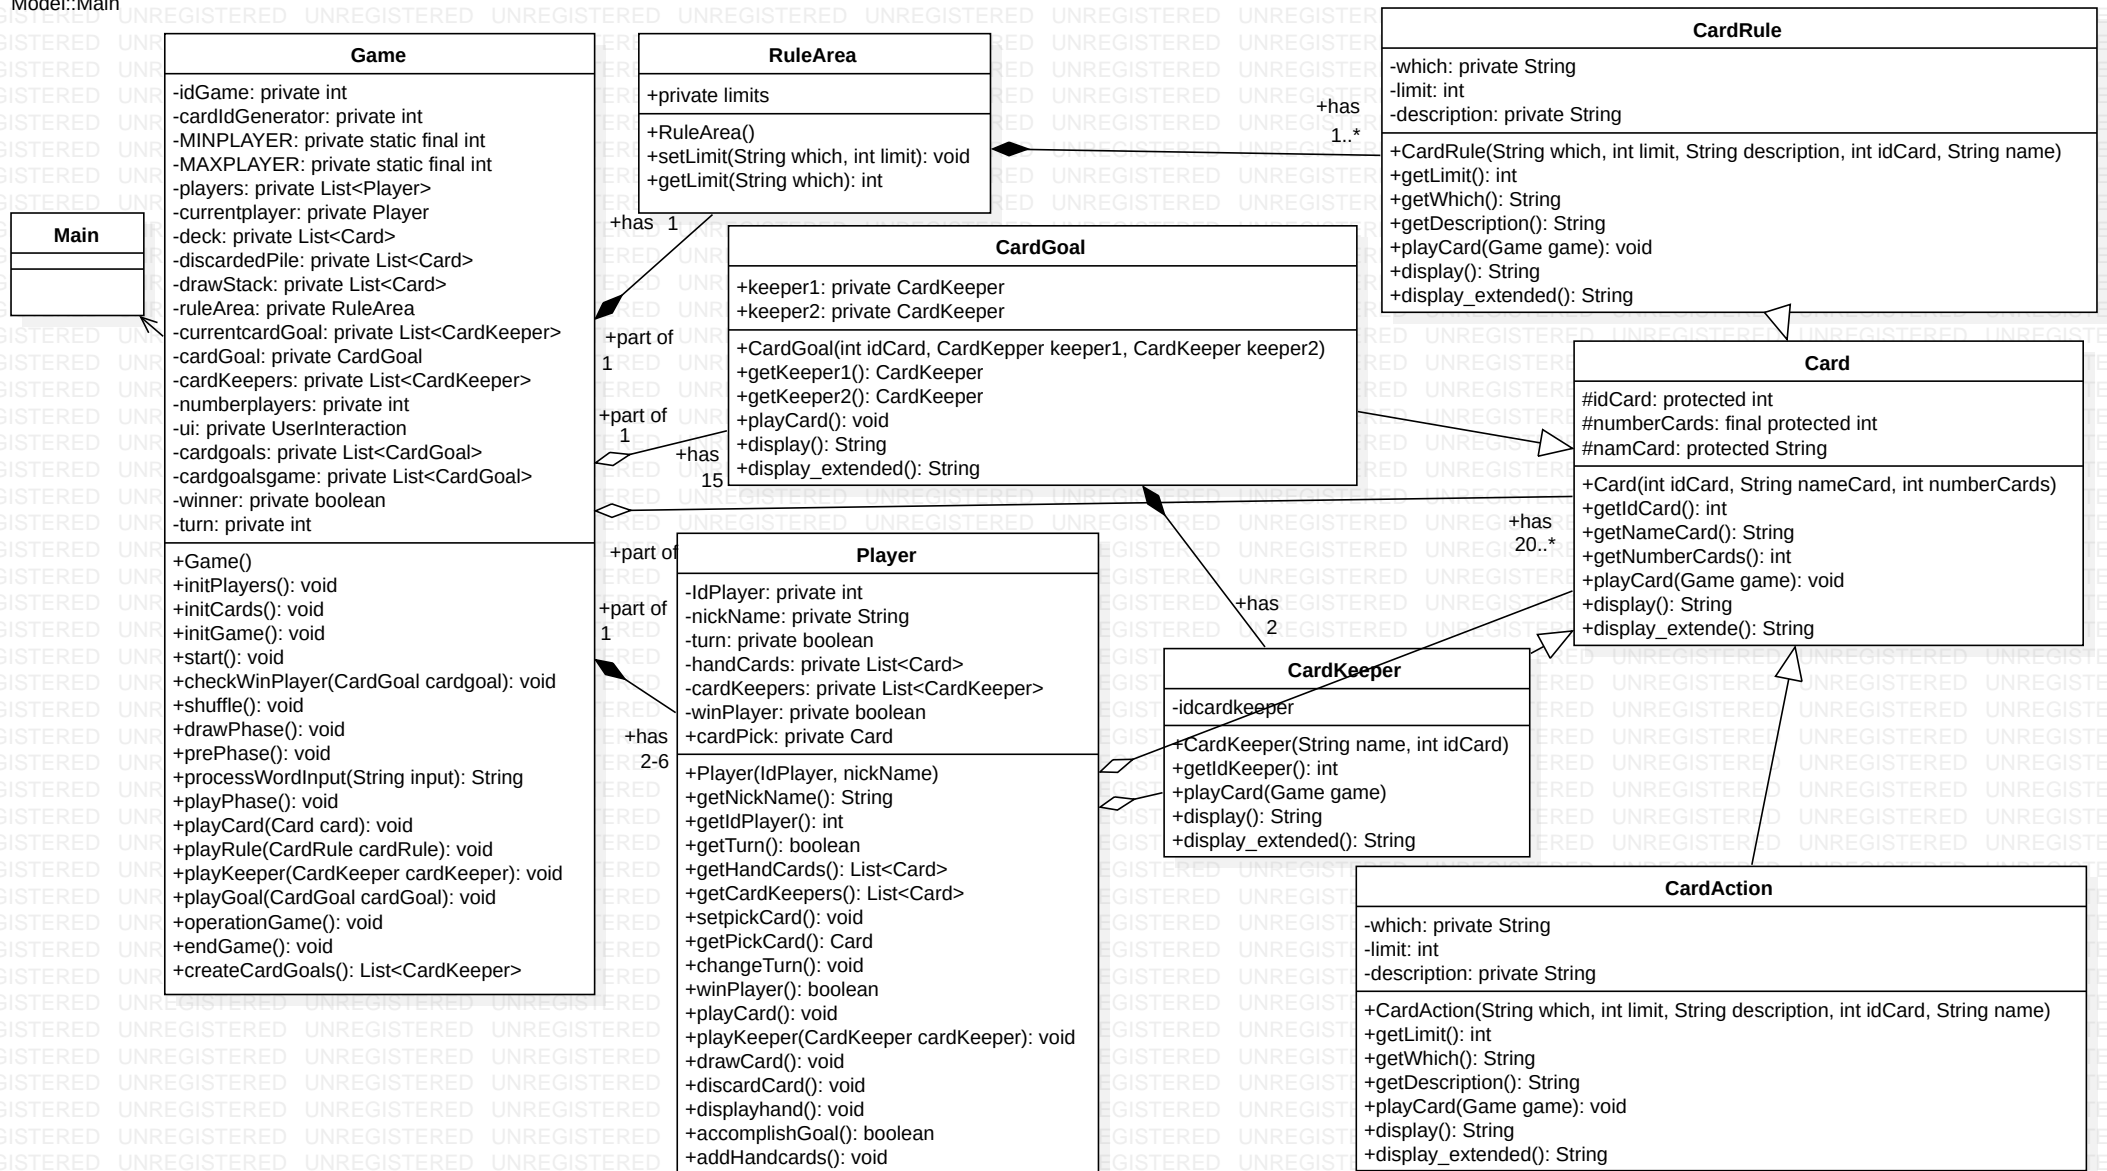 Model::Main
Game
-idGame: private int
-cardIdGenerator: private int
-MINPLAYER: private static final int
-MAXPLAYER: private static final int
-players: private List<Player>
-currentplayer: private Player
-deck: private List<Card>
-discardedPile: private List<Card>
-drawStack: private List<Card>
-ruleArea: private RuleArea
-currentcardGoal: private List<CardKeeper>
-cardGoal: private CardGoal
-cardKeepers: private List<CardKeeper>
-numberplayers: private int
-ui: private UserInteraction
-cardgoals: private List<CardGoal>
-cardgoalsgame: private List<CardGoal>
-winner: private boolean
-turn: private int
+Game()
+initPlayers(): void
+initCards(): void
+initGame(): void
+start(): void
+checkWinPlayer(CardGoal cardgoal): void
+shuffle(): void
+drawPhase(): void
+prePhase(): void
+processWordInput(String input): String
+playPhase(): void
+playCard(Card card): void
+playRule(CardRule cardRule): void
+playKeeper(CardKeeper cardKeeper): void
+playGoal(CardGoal cardGoal): void
+operationGame(): void
+endGame(): void
+createCardGoals(): List<CardKeeper>
Main
RuleArea
+private limits
+RuleArea()
+setLimit(String which, int limit): void
+getLimit(String which): int
+has 1
+part of
1
+part of
1
+has
15
+part of
+part of
1
+has
2-6
CardGoal
+keeper1: private CardKeeper
+keeper2: private CardKeeper
+CardGoal(int idCard, CardKepper keeper1, CardKeeper keeper2)
+getKeeper1(): CardKeeper
+getKeeper2(): CardKeeper
+playCard(): void
+display(): String
+display_extended(): String
Player
-IdPlayer: private int
-nickName: private String
-turn: private boolean
-handCards: private List<Card>
-cardKeepers: private List<CardKeeper>
-winPlayer: private boolean
+cardPick: private Card
+Player(IdPlayer, nickName)
+getNickName(): String
+getIdPlayer(): int
+getTurn(): boolean
+getHandCards(): List<Card>
+getCardKeepers(): List<Card>
+setpickCard(): void
+getPickCard(): Card
+changeTurn(): void
+winPlayer(): boolean
+playCard(): void
+playKeeper(CardKeeper cardKeeper): void
+drawCard(): void
+discardCard(): void
+displayhand(): void
+accomplishGoal(): boolean
+addHandcards(): void
+has
1..*
CardRule
-which: private String
-limit: int
-description: private String
+CardRule(String which, int limit, String description, int idCard, String name)
+getLimit(): int
+getWhich(): String
+getDescription(): String
+playCard(Game game): void
+display(): String
+display_extended(): String
Card
#idCard: protected int
#numberCards: final protected int
#namCard: protected String
+Card(int idCard, String nameCard, int numberCards)
+getIdCard(): int
+getNameCard(): String
+getNumberCards(): int
+playCard(Game game): void
+display(): String
+display_extende(): String
+has
20..*
+has
2
CardKeeper
-idcardkeeper
+CardKeeper(String name, int idCard)
+getIdKeeper(): int
+playCard(Game game)
+display(): String
+display_extended(): String
CardAction
-which: private String
-limit: int
-description: private String
+CardAction(String which, int limit, String description, int idCard, String name)
+getLimit(): int
+getWhich(): String
+getDescription(): String
+playCard(Game game): void
+display(): String
+display_extended(): String